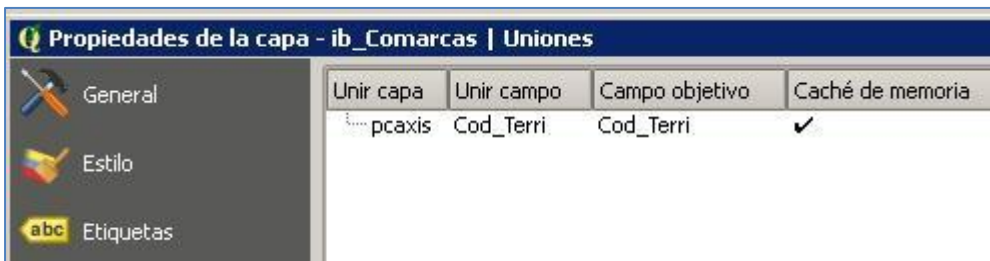 Propiedades de la capa - ib_Comarcas | Uniones
General
Unir capa Unir campo Campo objetivo Caché de memoria
pcaxis Cod_Terri Cod_Terri ✔
Estilo
abc Etiquetas